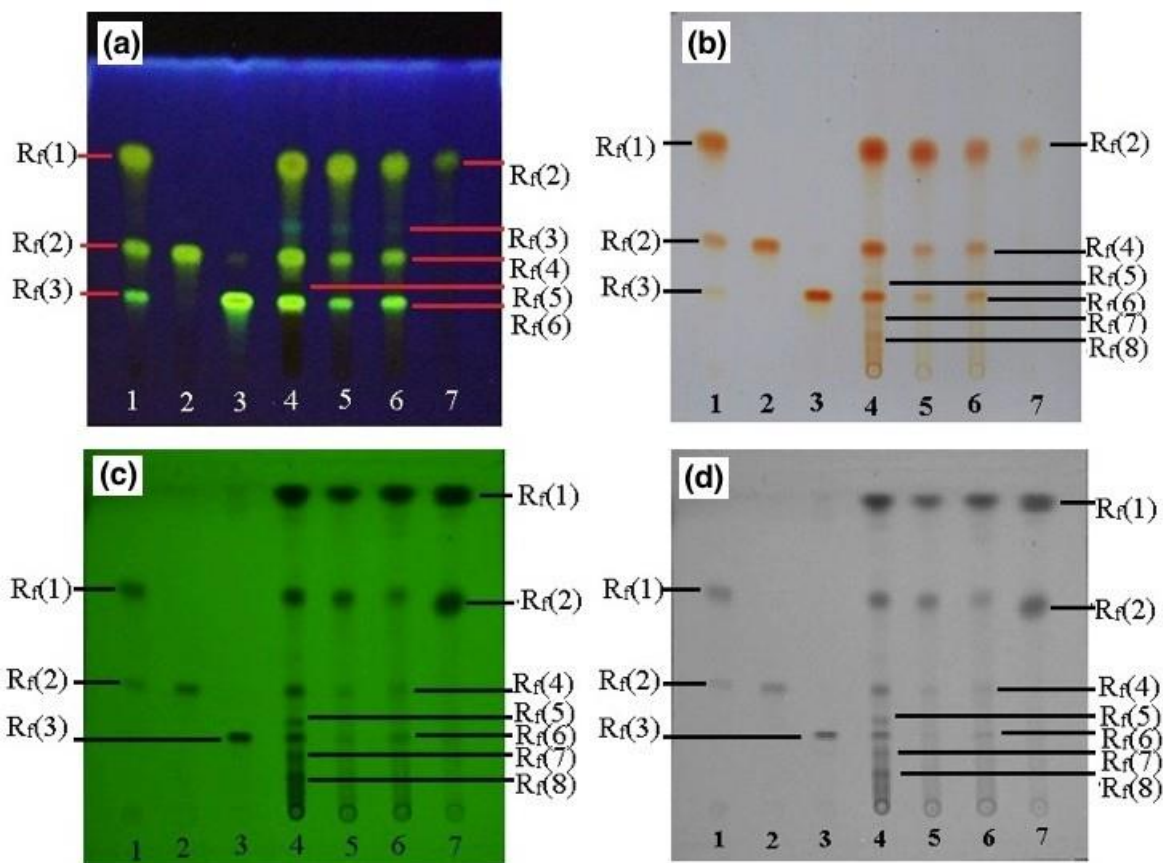 (a)
Rf(1)
Rf(2)
Rf(3)
Rf(2)
Rf(3)
Rf(4)
Rf(5)
Rf(6)
1 2 3 4 5 6 7
(b)
Rf(1)
Rf(2)
Rf(3)
Rf(2)
Rf(4)
Rf(5)
Rf(6)
Rf(7)
Rf(8)
1 2 3 4 5 6 7
(c)
Rf(1)
Rf(2)
Rf(3)
Rf(1)
Rf(2)
Rf(4)
Rf(5)
Rf(6)
Rf(7)
Rf(8)
1 2 3 4 5 6 7
(d)
Rf(1)
Rf(2)
Rf(3)
Rf(1)
Rf(2)
Rf(4)
Rf(5)
Rf(6)
Rf(7)
Rf(8)
1 2 3 4 5 6 7